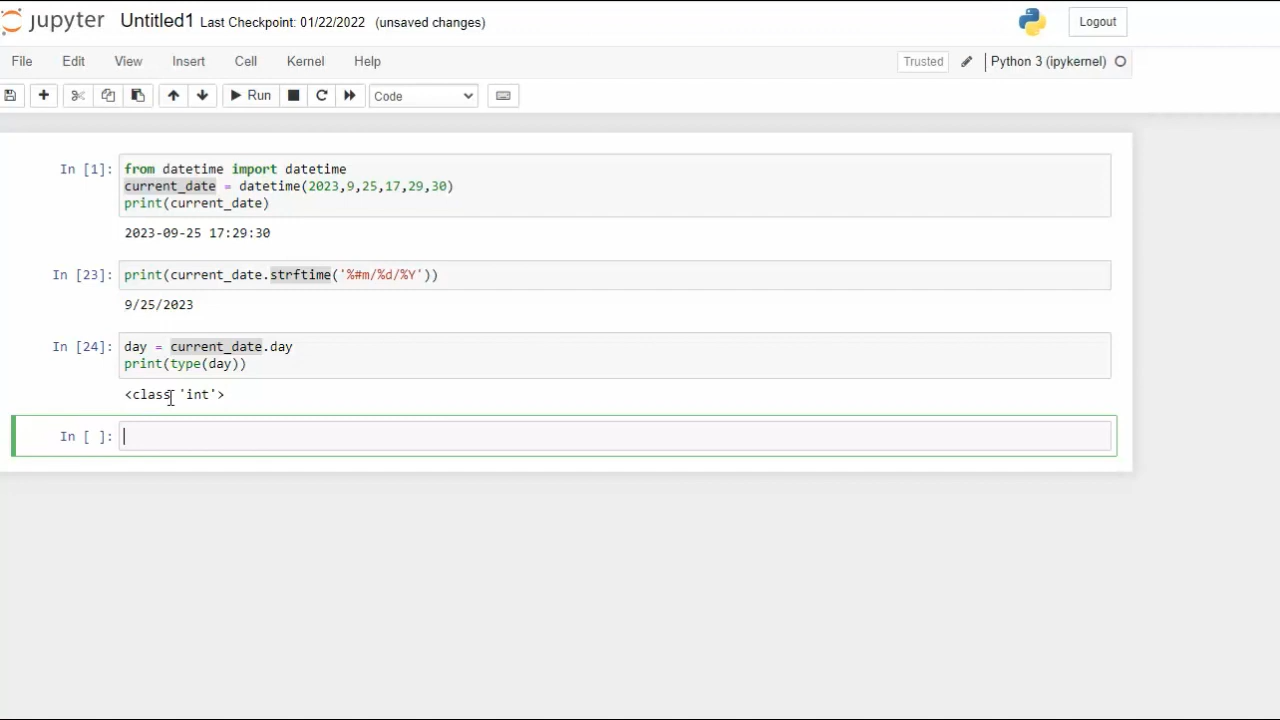 jupyter Untitled1 Last Checkpoint: 01/22/2022 (unsaved changes) Logout
File Edit View Insert Cell Kernel Help Trusted Python 3 (ipykernel)
Run Code
In [1]: from datetime import datetime
current_date = datetime(2023,9,25,17,29,30)
print(current_date)
2023-09-25 17:29:30
In [23]: print(current_date.strftime('%#m/%d/%Y'))
9/25/2023
In [24]: day = current_date.day
print(type(day))
<class 'int'>
In [ ]: